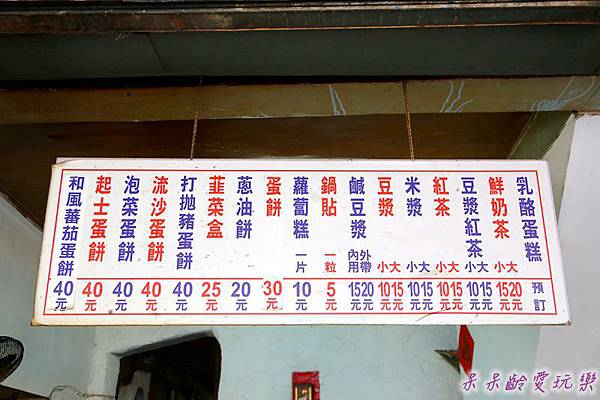 乳酪蛋糕 預訂
鮮奶茶 小大 15元 20元
豆漿紅茶 小大 10元 15元
紅茶 小大 10元 15元
米漿 小大 10元 15元
豆漿 小大 10元 15元
鹹豆漿 內用 外帶 15元 20元
鍋貼 一粒 5元
蘿蔔糕 一片 10元
蛋餅 30元
蔥油餅 20元
韮菜盒 25元
打拋豬蛋餅 40元
流沙蛋餅 40元
泡菜蛋餅 40元
起士蛋餅 40元
和風蕃茄蛋餅 40元
呆呆齡愛玩樂